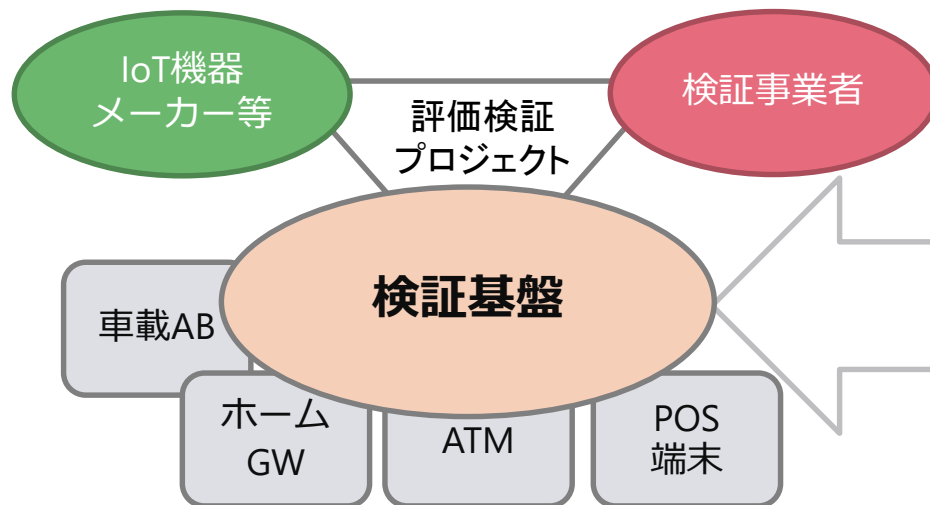 IoT機器
メーカー等
検証事業者
評価検証
プロジェクト
検証基盤
車載AB
ホーム
GW
ATM
POS
端末